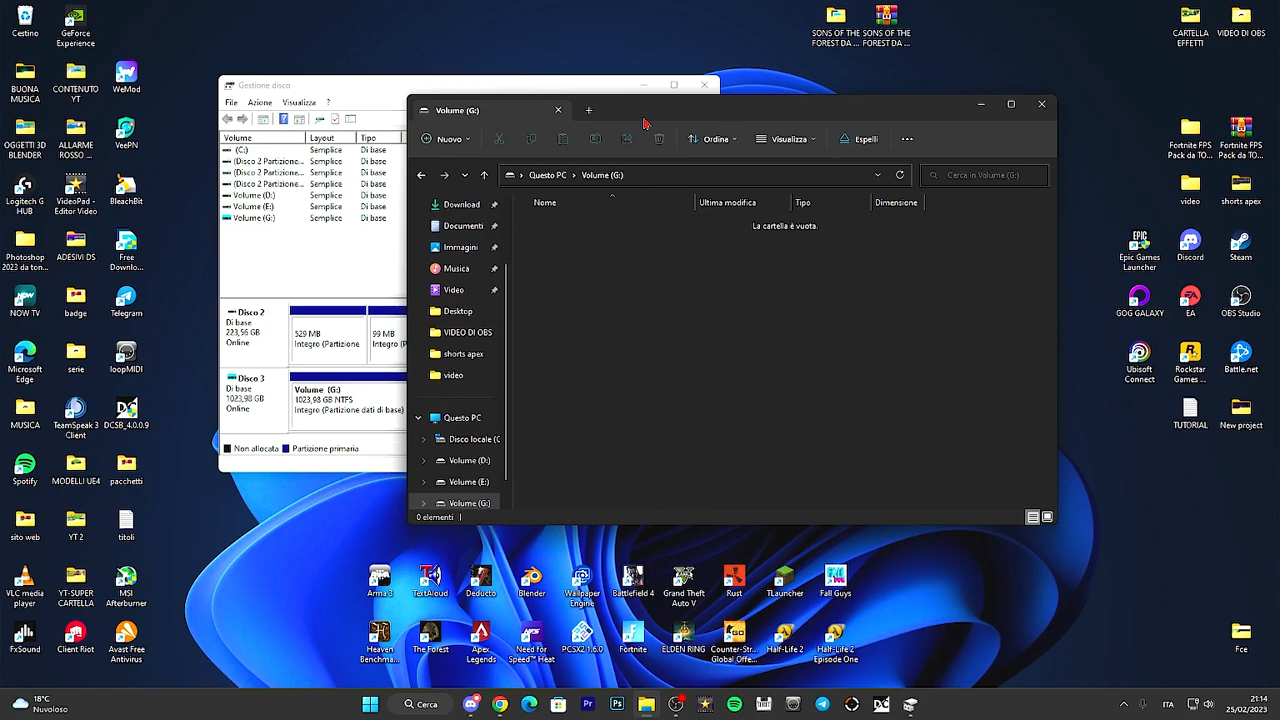 Cestino
GeForce
Experience
BUONA
MUSICA
CONTENUTO
YT
WeMod
OGGETTI 3D
BLENDER
ALLARME
ROSSO ...
VeePN
Logitech G
HUB
VideoPad -
Editor Video
BleachBit
Photoshop
2023 da ton...
ADESIVI DS
Free
Downlo...
NOW TV
badge
Telegram
Microsoft
Edge
serie
loopMIDI
MUSICA
TeamSpeak 3
Client
DCSB_4.0.0.9
Spotify
MODELLI UE4
pacchetti
sito web
YT 2
titoli
VLC media
player
YT-SUPER
CARTELLA
MSI
Afterburner
FxSound
Client Riot
Avast Free
Antivirus
Gestione disco
File Azione Visualizza ?
Volume Layout Tipo
(C:) Semplice Di base
(Disco 2 Partizione... Semplice Di base
(Disco 2 Partizione... Semplice Di base
(Disco 2 Partizione... Semplice Di base
Volume (D:) Semplice Di base
Volume (E:) Semplice Di base
Volume (G:) Semplice Di base
Disco 2
Di base
223,56 GB
Online
529 MB
Integro (Partizione
99 MB
Integro (P
Disco 3
Di base
1023,98 GB
Online
Volume (G:)
1023,98 GB NTFS
Integro (Partizione dati di base)
Non allocata Partizione primaria
Volume (G:)
Nuovo Ordina Visualizza Espelli
Questo PC Volume (G:) Cerca in Volume (G:)
Nome Ultima modifica Tipo Dimensione
La cartella è vuota.
Download
Documenti
Immagini
Musica
Video
Desktop
VIDEO DI OBS
shorts apex
video
Questo PC
Disco locale (C
Volume (D:)
Volume (E:)
Volume (G:)
0 elementi
SONS OF THE
FOREST DA ...
SONS OF THE
FOREST DA ...
CARTELLA
EFFETTI
VIDEO DI OBS
Fortnite FPS
Pack da TO...
Fortnite FPS
Pack da TO...
video
shorts apex
Epic Games
Launcher
Discord
Steam
GOG GALAXY
EA
OBS Studio
Ubisoft
Connect
Rockstar
Games ...
Battle.net
TUTORIAL
New project
Arma 3
TextAloud
Deducto
Blender
Wallpaper
Engine
Battlefield 4
Grand Theft
Auto V
Rust
TLauncher
Fall Guys
Heaven
Benchma...
The Forest
Apex
Legends
Need for
Speed™ Heat
PCSX2 1.6.0
Fortnite
ELDEN RING
Counter-Str...
Global Offe...
Half-Life 2
Half-Life 2
Episode One
Fce
18°C
Nuvoloso
Cerca
ITA
21:14
25/02/2023